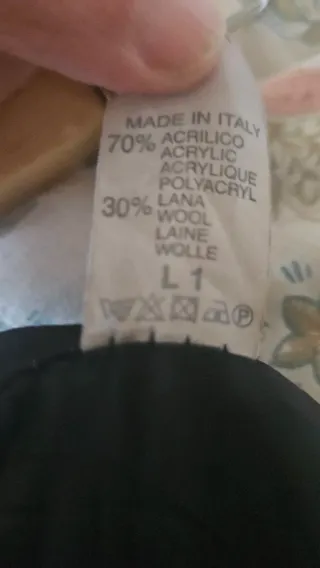 MADE IN ITALY
70% ACRILICO
ACRYLIC
ACRYLIQUE
POLYACRYL
30% LANA
WOOL
LAINE
WOLLE
L 1
P